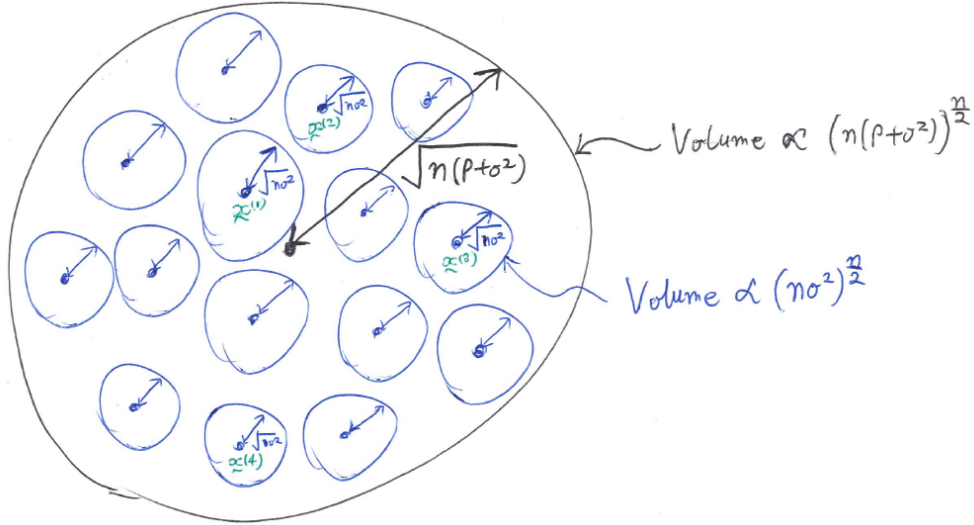 √nσ²
x(2)
Volume ∝ (n(P+σ²))^(n/2)
√n(P+σ²)
√nσ²
x(1)
√nσ²
x(3)
Volume ∝ (nσ²)^(n/2)
√nσ²
x(4)